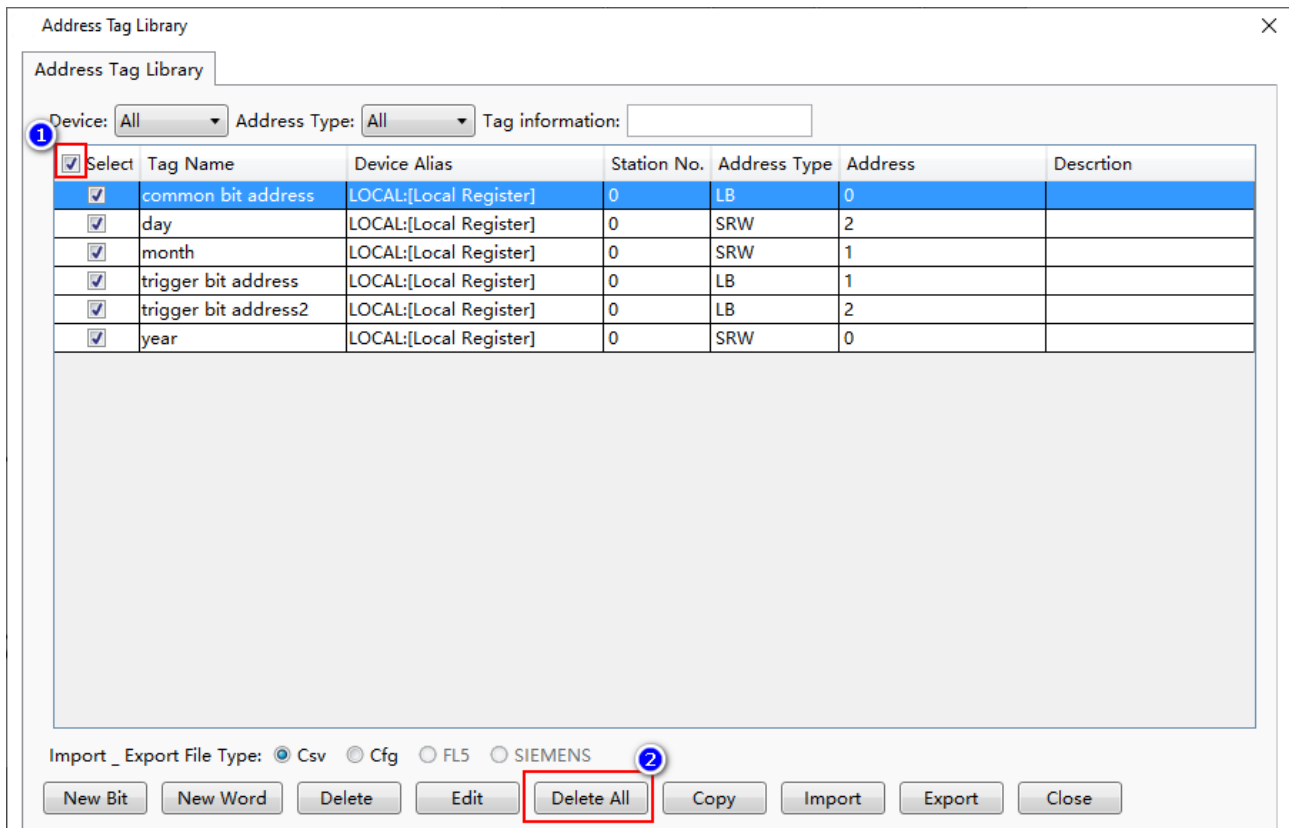 Address Tag Library
Address Tag Library
Device: All Address Type: All Tag information:
1
Select Tag Name Device Alias Station No. Address Type Address Descrtion
common bit address LOCAL:[Local Register] 0 LB 0
day LOCAL:[Local Register] 0 SRW 2
month LOCAL:[Local Register] 0 SRW 1
trigger bit address LOCAL:[Local Register] 0 LB 1
trigger bit address2 LOCAL:[Local Register] 0 LB 2
year LOCAL:[Local Register] 0 SRW 0
Import _ Export File Type: Csv Cfg FL5 SIEMENS
2
New Bit New Word Delete Edit Delete All Copy Import Export Close